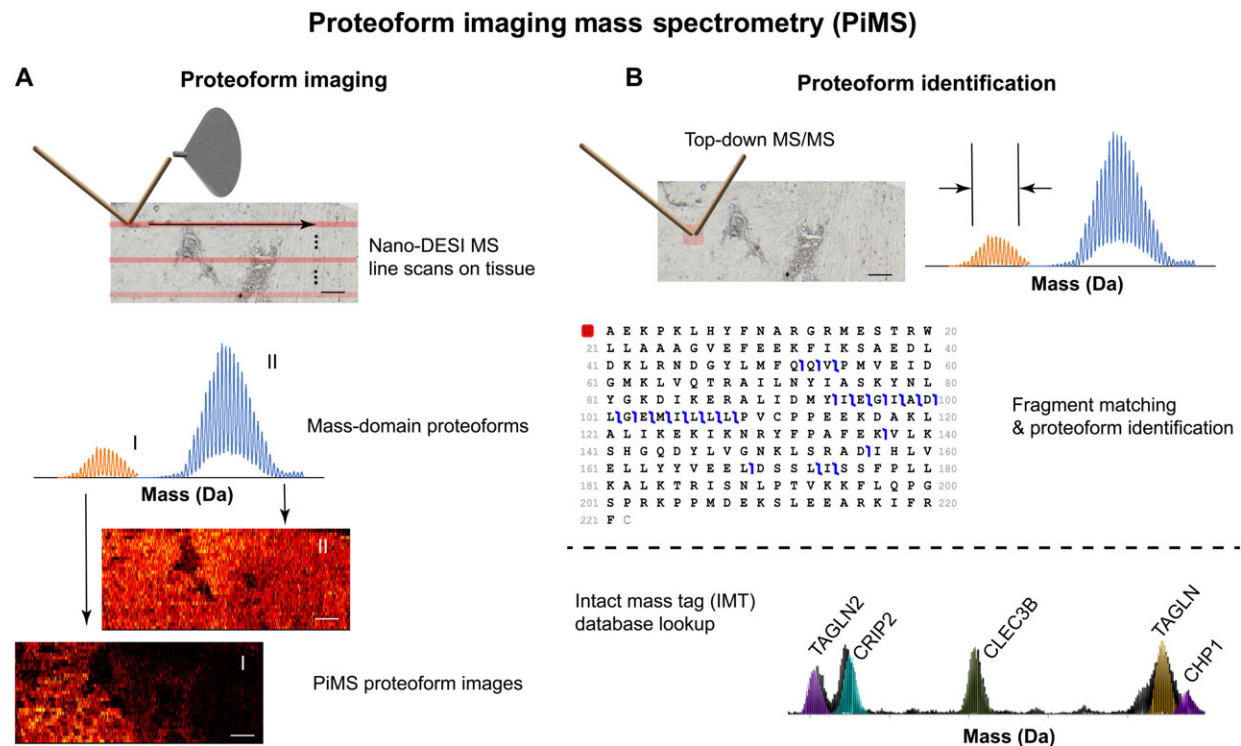 Proteoform imaging mass spectrometry (PiMS)
A
Proteoform imaging
Nano-DESI MS
line scans on tissue
II
I
Mass-domain proteoforms
Mass (Da)
II
I
PiMS proteoform images
B
Proteoform identification
Top-down MS/MS
Mass (Da)
A E K P K L H Y F N A R G R M E S T R W 20
21 L L A A A G V E F E E K F I K S A E D L 40
41 D K L R N D G Y L M F Q Q V P M V E I D 60
61 G M K L V Q T R A I L N Y I A S K Y N L 80
81 Y G K D I K E R A L I D M Y I E G I A D 100
101 L G E M I L L L P V C P P E E K D A K L 120
121 A L I K E K I K N R Y F P A F E K V L K 140
141 S H G Q D Y L V G N K L S R A D I H L V 160
161 E L L Y Y V E E L D S S L I S S F P L L 180
181 K A L K T R I S N L P T V K K F L Q P G 200
201 S P R K P P M D E K S L E E A R K I F R 220
221 F C
Fragment matching
& proteoform identification
Intact mass tag (IMT)
database lookup
TAGLN2
CRIP2
CLEC3B
TAGLN
CHP1
Mass (Da)